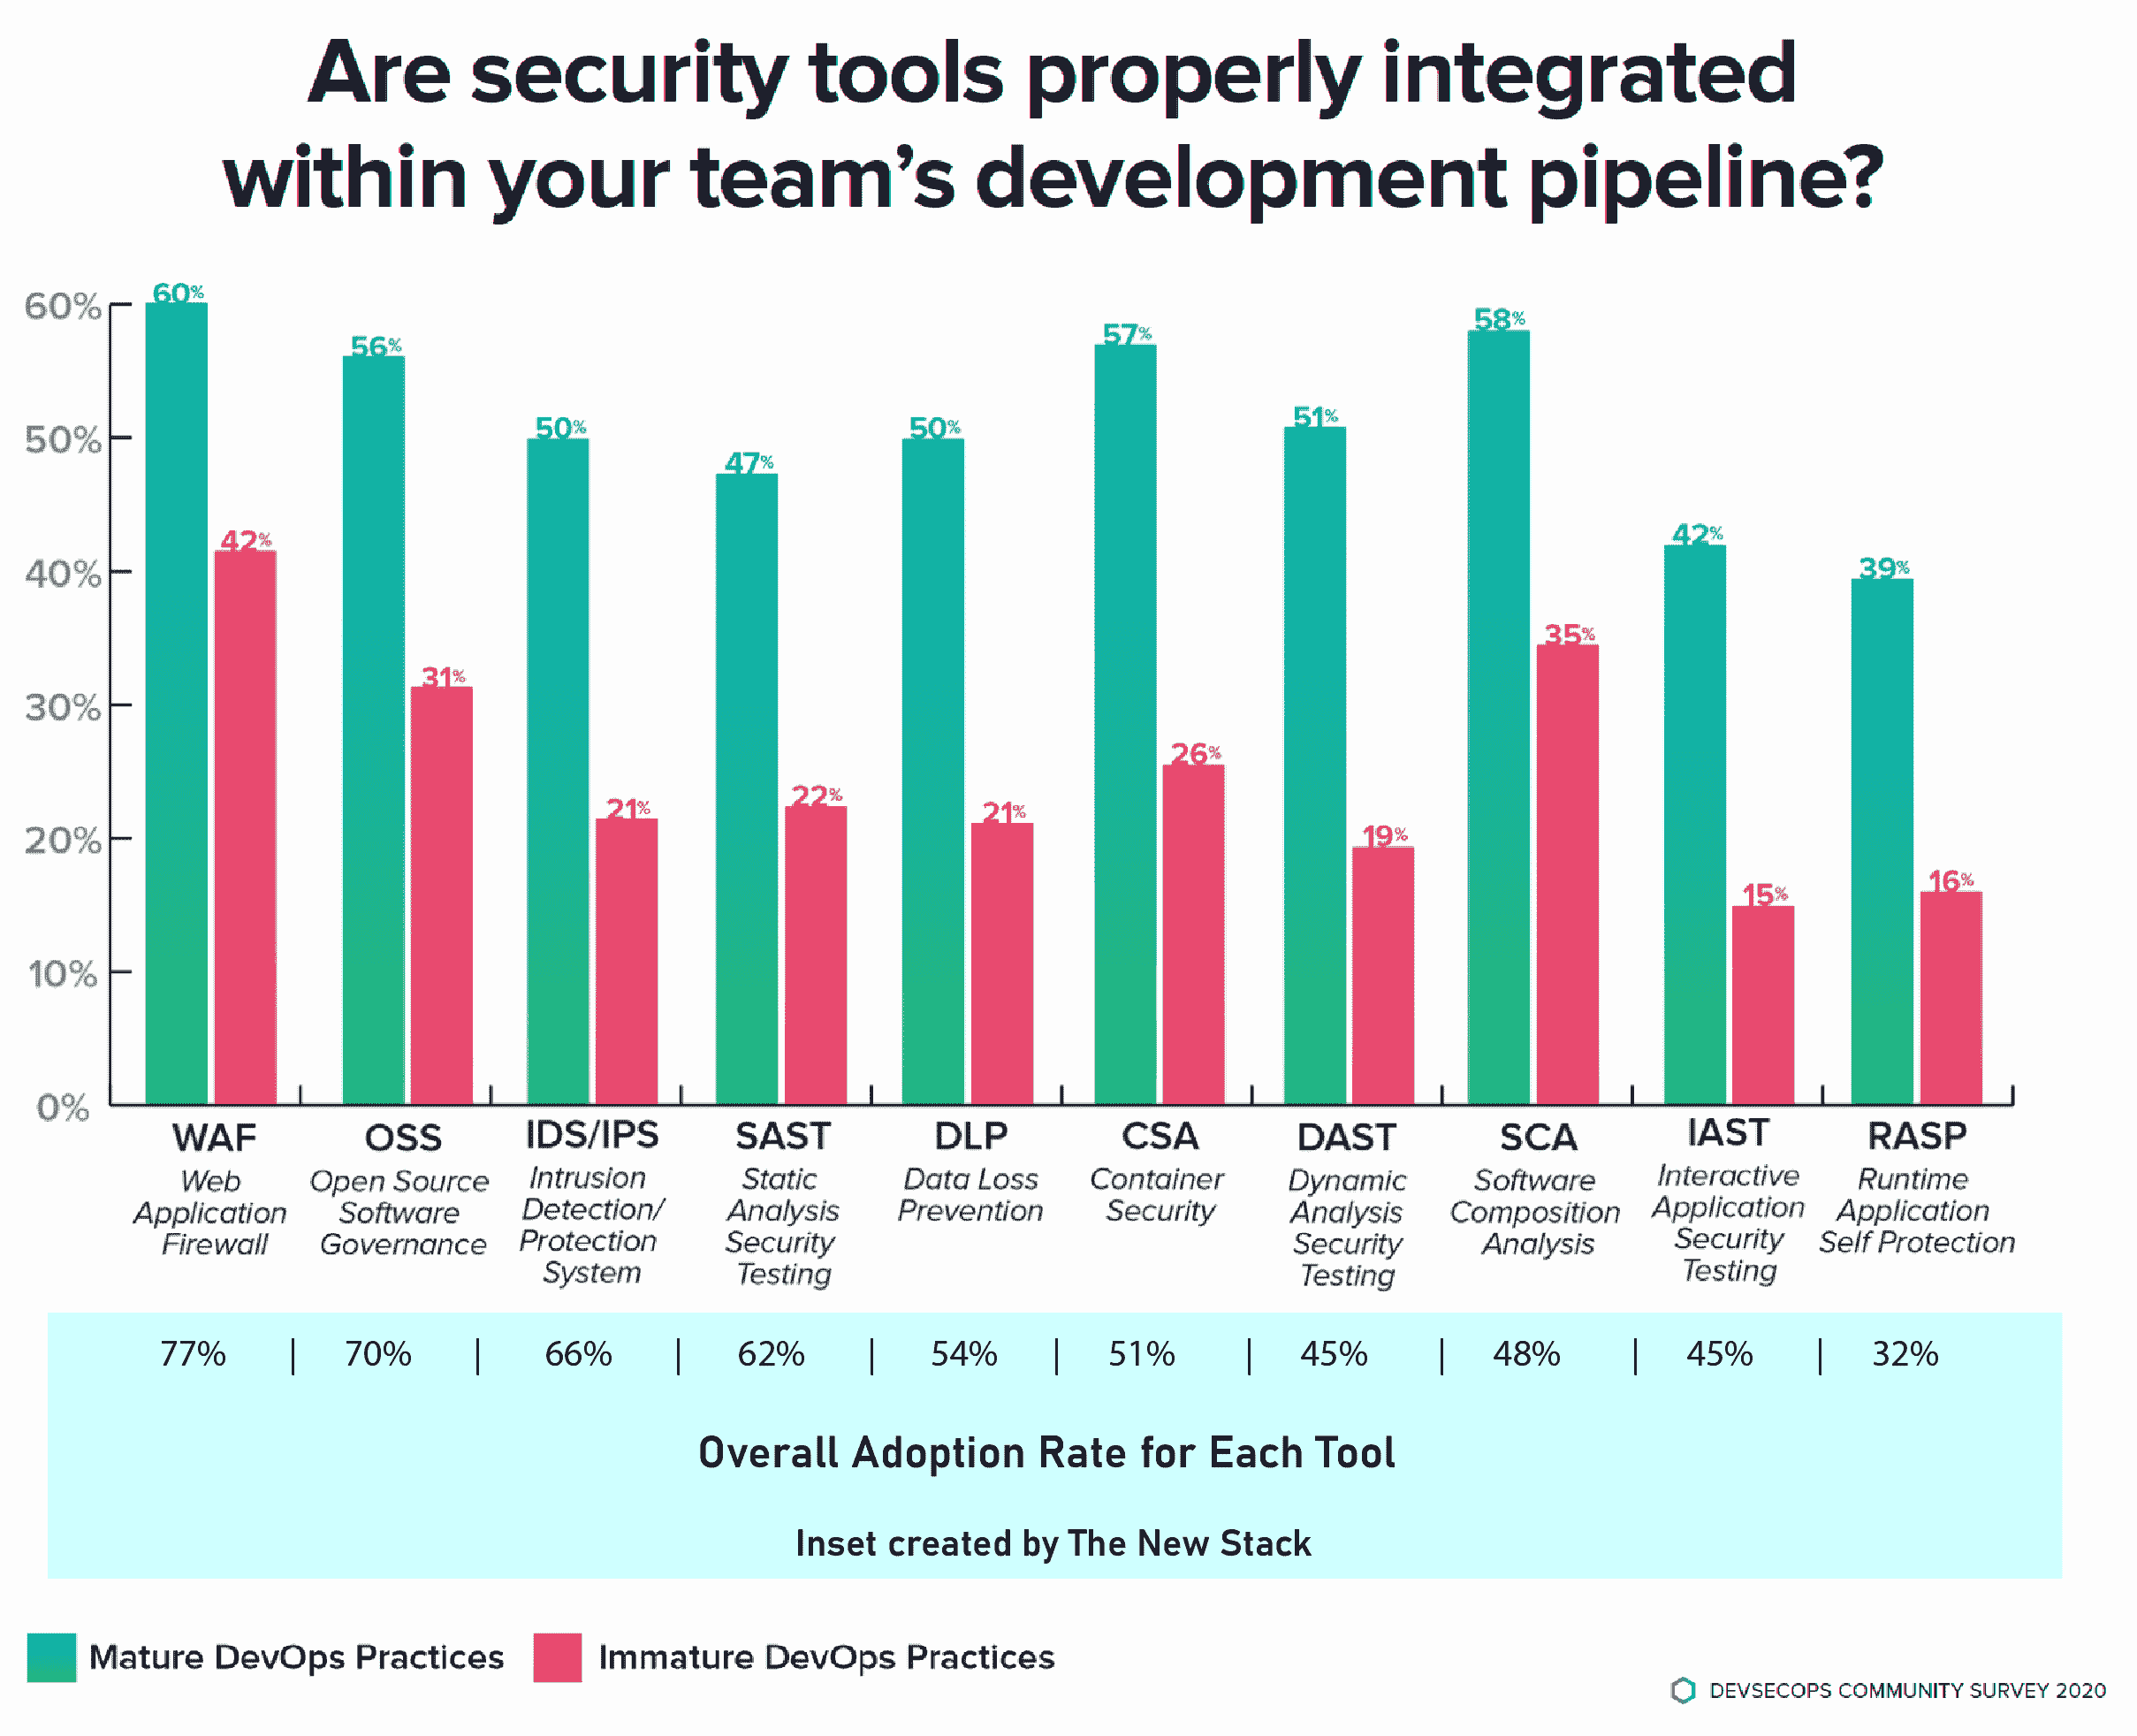 Are security tools properly integrated
within your team's development pipeline?
60%
50%
40%
30%
20%
10%
0%
60% 42%
56% 31%
50% 21%
47% 22%
50% 21%
57% 26%
51% 19%
58% 35%
42% 15%
39% 16%
WAF
Web
Application
Firewall
OSS
Open Source
Software
Governance
IDS/IPS
Intrusion
Detection/
Protection
System
SAST
Static
Analysis
Security
Testing
DLP
Data Loss
Prevention
CSA
Container
Security
DAST
Dynamic
Analysis
Security
Testing
SCA
Software
Composition
Analysis
IAST
Interactive
Application
Security
Testing
RASP
Runtime
Application
Self Protection
77% | 70% | 66% | 62% | 54% | 51% | 45% | 48% | 45% | 32%
Overall Adoption Rate for Each Tool
Inset created by The New Stack
Mature DevOps Practices Immature DevOps Practices
DEVSECOPS COMMUNITY SURVEY 2020